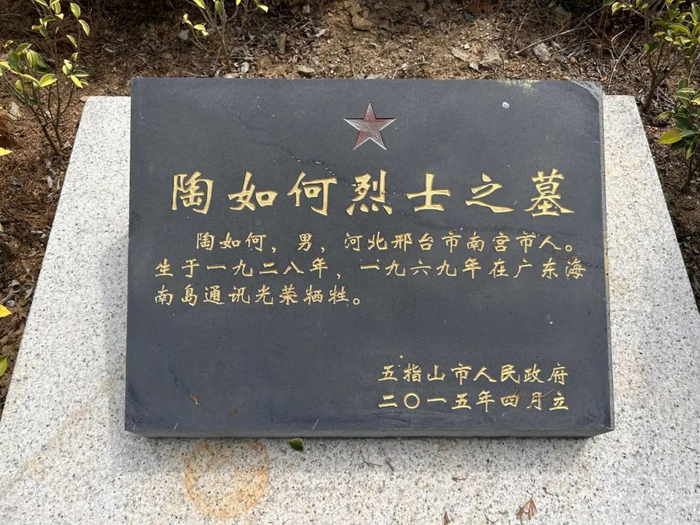 陶如何烈士之墓
陶如何，男，河北邢台市南宫市人。
生于一九二八年，一九六九年在广东海
南岛通讯光荣牺牲。
五指山市人民政府
二〇一五年四月立